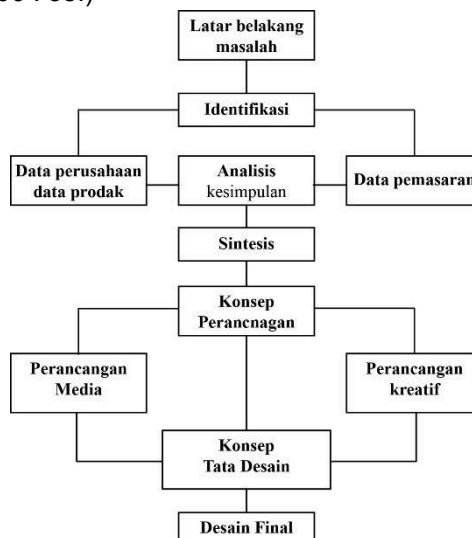 Latar belakang
masalah
Identifikasi
Data perusahaan
data prodak
Analisis
kesimpulan
Data pemasaran
Sintesis
Konsep
Perancnagan
Perancangan
Media
Perancangan
kreatif
Konsep
Tata Desain
Desain Final